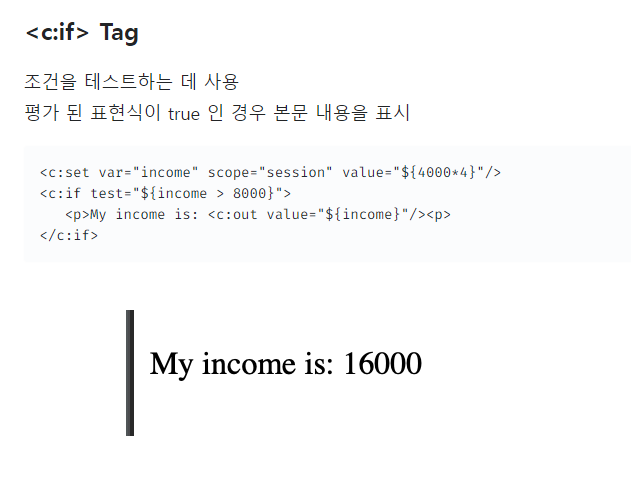 <c:if> Tag
조건을 테스트하는 데 사용
평가 된 표현식이 true 인 경우 본문 내용을 표시
<c:set var="income" scope="session" value="${4000*4}"/>
<c:if test="${income > 8000}">
   <p>My income is: <c:out value="${income}"/><p>
</c:if>
My income is: 16000